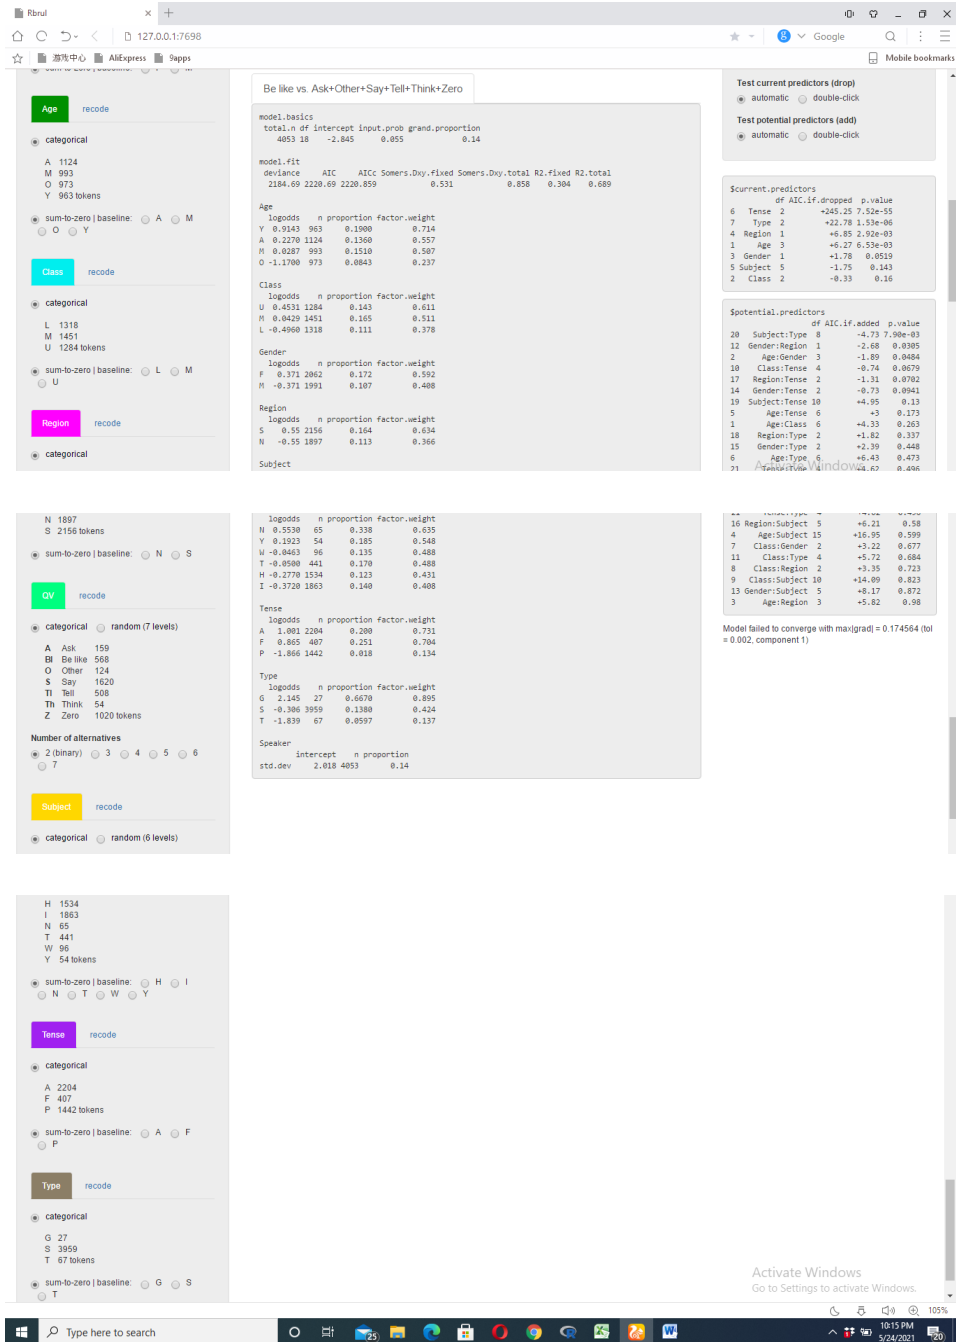 Rbrul
127.0.0.1:7698
Google
游戏中心 AliExpress 9apps
Mobile bookmarks
Age recode
categorical
A 1124
M 993
O 973
Y 963 tokens
sum-to-zero | baseline: A M
O Y
Class recode
categorical
L 1318
M 1451
U 1284 tokens
sum-to-zero | baseline: L M
U
Region recode
categorical
Be like vs. Ask+Other+Say+Tell+Think+Zero
model.basics
total.n df intercept input.prob grand.proportion
4053 18 -2.845 0.055 0.14
model.fit
deviance AIC AICc Somers.Dxy.fixed Somers.Dxy.total R2.fixed R2.total
2184.69 2220.69 2220.859 0.531 0.858 0.304 0.689
Age
logodds n proportion factor.weight
Y 0.9143 963 0.1900 0.714
A 0.2270 1124 0.1360 0.557
M 0.0287 993 0.1510 0.507
O -1.1700 973 0.0843 0.237
Class
logodds n proportion factor.weight
U 0.4531 1284 0.143 0.611
M 0.0429 1451 0.165 0.511
L -0.4960 1318 0.111 0.378
Gender
logodds n proportion factor.weight
F 0.371 2062 0.172 0.592
M -0.371 1991 0.107 0.408
Region
logodds n proportion factor.weight
S 0.55 2156 0.164 0.634
N -0.55 1897 0.113 0.366
Subject
Test current predictors (drop)
automatic double-click
Test potential predictors (add)
automatic double-click
$current.predictors
df AIC.if.dropped p.value
6 Tense 2 +245.25 7.52e-55
7 Type 2 +22.78 1.53e-06
4 Region 1 +6.85 2.92e-03
1 Age 3 +6.27 6.53e-03
3 Gender 1 +1.78 0.0519
5 Subject 5 -1.75 0.143
2 Class 2 -0.33 0.16
$potential.predictors
df AIC.if.added p.value
20 Subject:Type 8 -4.73 7.90e-03
12 Gender:Region 1 -2.68 0.0305
2 Age:Gender 3 -1.89 0.0484
10 Class:Tense 4 -0.74 0.0679
17 Region:Tense 2 -1.31 0.0702
14 Gender:Tense 2 -0.73 0.0941
19 Subject:Tense 10 +4.95 0.13
5 Age:Tense 6 +3 0.173
1 Age:Class 6 +4.33 0.263
18 Region:Type 2 +1.82 0.337
15 Gender:Type 2 +2.39 0.448
6 Age:Type 6 +6.43 0.473
21 Tense:Type 4 +4.62 0.496
Activate Windows
N 1897
S 2156 tokens
sum-to-zero | baseline: N S
QV recode
categorical random (7 levels)
A Ask 159
BI Be like 568
O Other 124
S Say 1620
Tl Tell 508
Th Think 54
Z Zero 1020 tokens
Number of alternatives
2 (binary) 3 4 5 6
7
Subject recode
categorical random (6 levels)
logodds n proportion factor.weight
N 0.5530 65 0.338 0.635
Y 0.1923 54 0.185 0.548
W -0.0463 96 0.135 0.488
T -0.0500 441 0.170 0.488
H -0.2770 1534 0.123 0.431
I -0.3720 1863 0.140 0.408
Tense
logodds n proportion factor.weight
A 1.001 2204 0.200 0.731
F 0.865 407 0.251 0.704
P -1.866 1442 0.018 0.134
Type
logodds n proportion factor.weight
G 2.145 27 0.6670 0.895
S -0.306 3959 0.1380 0.424
T -1.839 67 0.0597 0.137
Speaker
intercept n proportion
std.dev 2.018 4053 0.14
16 Region:Subject 5 +6.21 0.58
4 Age:Subject 15 +16.95 0.599
7 Class:Gender 2 +3.22 0.677
11 Class:Type 4 +5.72 0.684
8 Class:Region 2 +3.35 0.723
9 Class:Subject 10 +14.09 0.823
13 Gender:Subject 5 +8.17 0.872
3 Age:Region 3 +5.82 0.98
Model failed to converge with max|grad| = 0.174564 (tol
= 0.002, component 1)
H 1534
I 1863
N 65
T 441
W 96
Y 54 tokens
sum-to-zero | baseline: H I
N T W Y
Tense recode
categorical
A 2204
F 407
P 1442 tokens
sum-to-zero | baseline: A F
P
Type recode
categorical
G 27
S 3959
T 67 tokens
sum-to-zero | baseline: G S
T
Activate Windows
Go to Settings to activate Windows.
105%
Type here to search
25
10:15 PM
5/24/2021
20